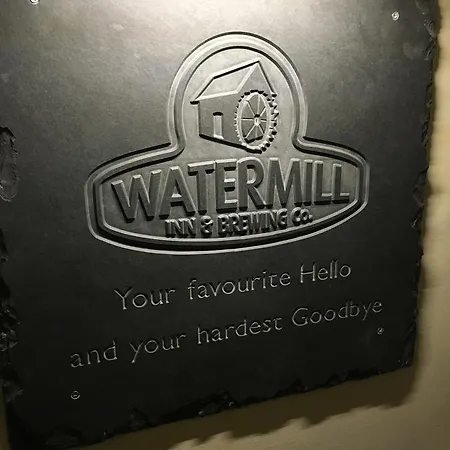 WATERMILL
INN & BREWING Co.
Your favourite Hello
and your hardest Goodbye